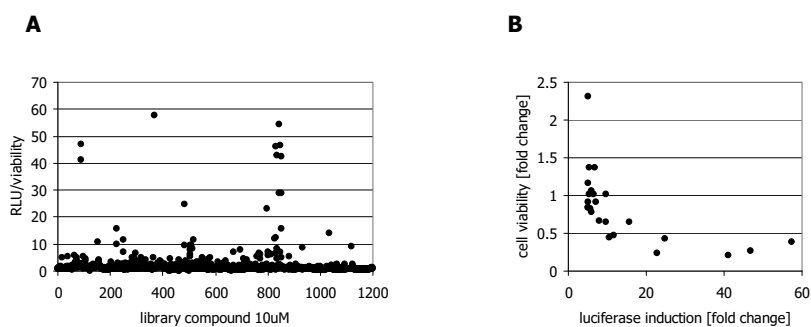 A
70
60
50
40
30
20
10
0
RLU/viability
0 200 400 600 800 1000 1200
library compound 10uM
B
2.5
2
1.5
1
0.5
0
cell viability [fold change]
0 20 40 60
luciferase induction [fold change]